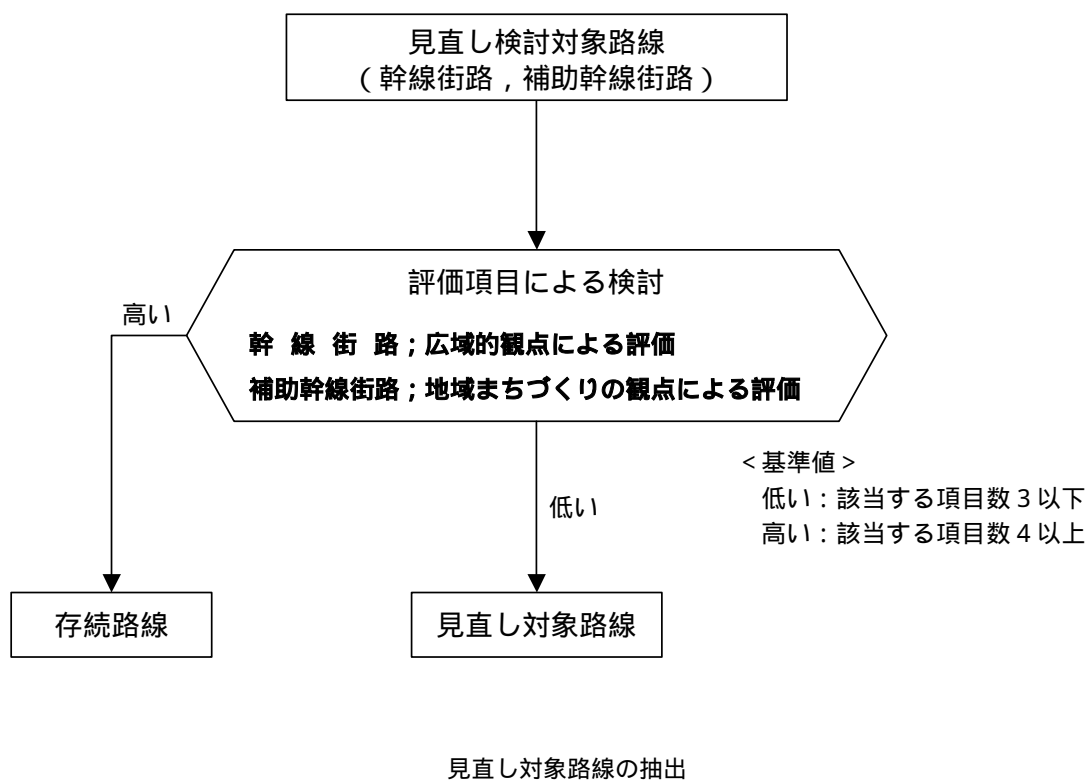 見直し検討対象路線
（幹線街路，補助幹線街路）
評価項目による検討
高い
幹 線 街 路；広域的観点による評価
補助幹線街路；地域まちづくりの観点による評価
＜基準値＞
低い：該当する項目数３以下
高い：該当する項目数４以上
低い
存続路線
見直し対象路線
見直し対象路線の抽出